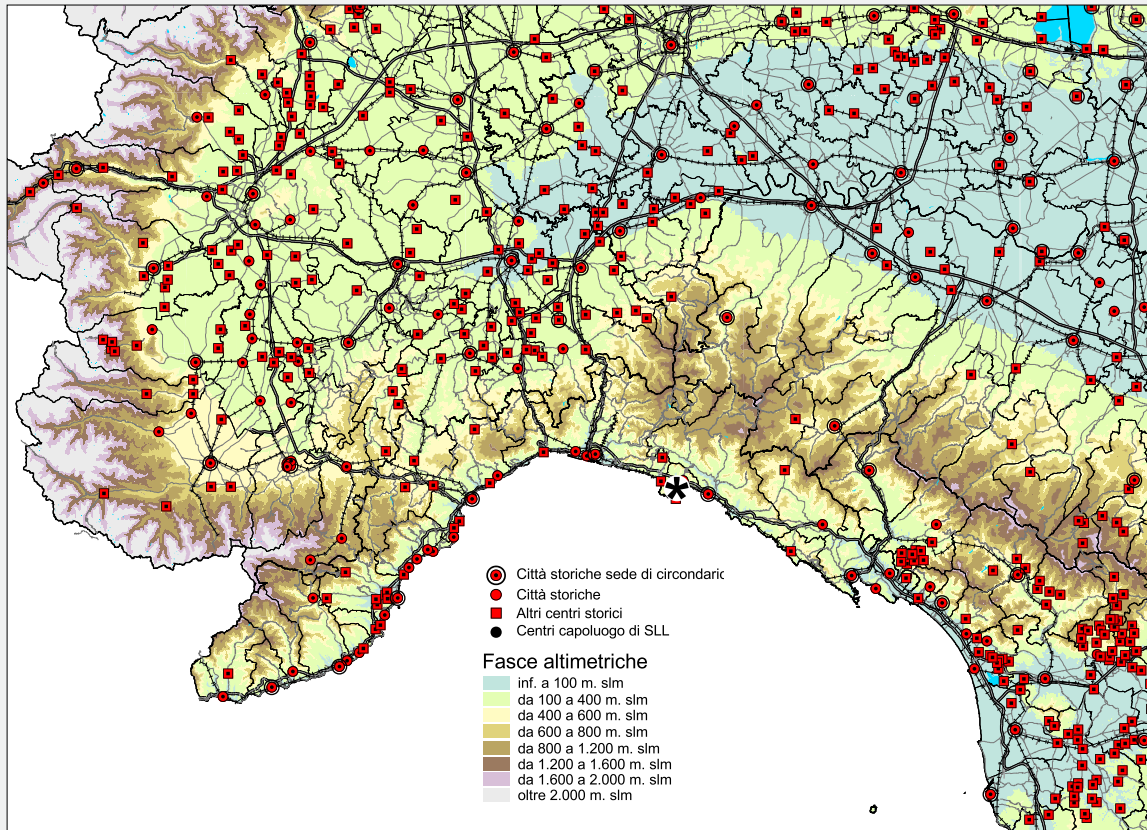 Città storiche sede di circondario
Città storiche
Altri centri storici
Centri capoluogo di SLL
Fasce altimetriche
inf. a 100 m. slm
da 100 a 400 m. slm
da 400 a 600 m. slm
da 600 a 800 m. slm
da 800 a 1.200 m. slm
da 1.200 a 1.600 m. slm
da 1.600 a 2.000 m. slm
oltre 2.000 m. slm